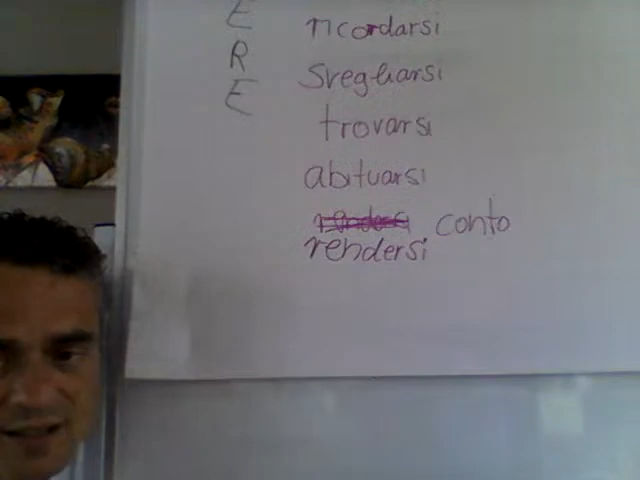 E
R
E
ricordarsi
svegliarsi
trovarsi
abituarsi
conto
rendersi